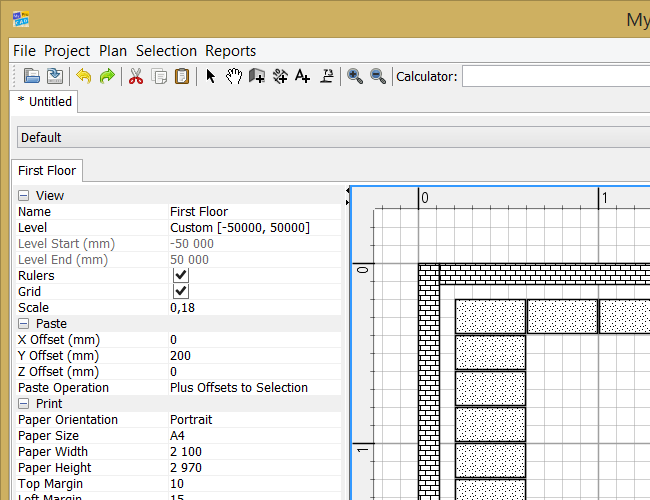 My
File Project Plan Selection Reports
Calculator:
* Untitled
Default
First Floor
View
Name First Floor
Level Custom [-50000, 50000]
Level Start (mm) -50 000
Level End (mm) 50 000
Rulers
Grid
Scale 0,18
Paste
X Offset (mm) 0
Y Offset (mm) 200
Z Offset (mm) 0
Paste Operation Plus Offsets to Selection
Print
Paper Orientation Portrait
Paper Size A4
Paper Width 2 100
Paper Height 2 970
Top Margin 10
Left Margin 15
0 1
0
1